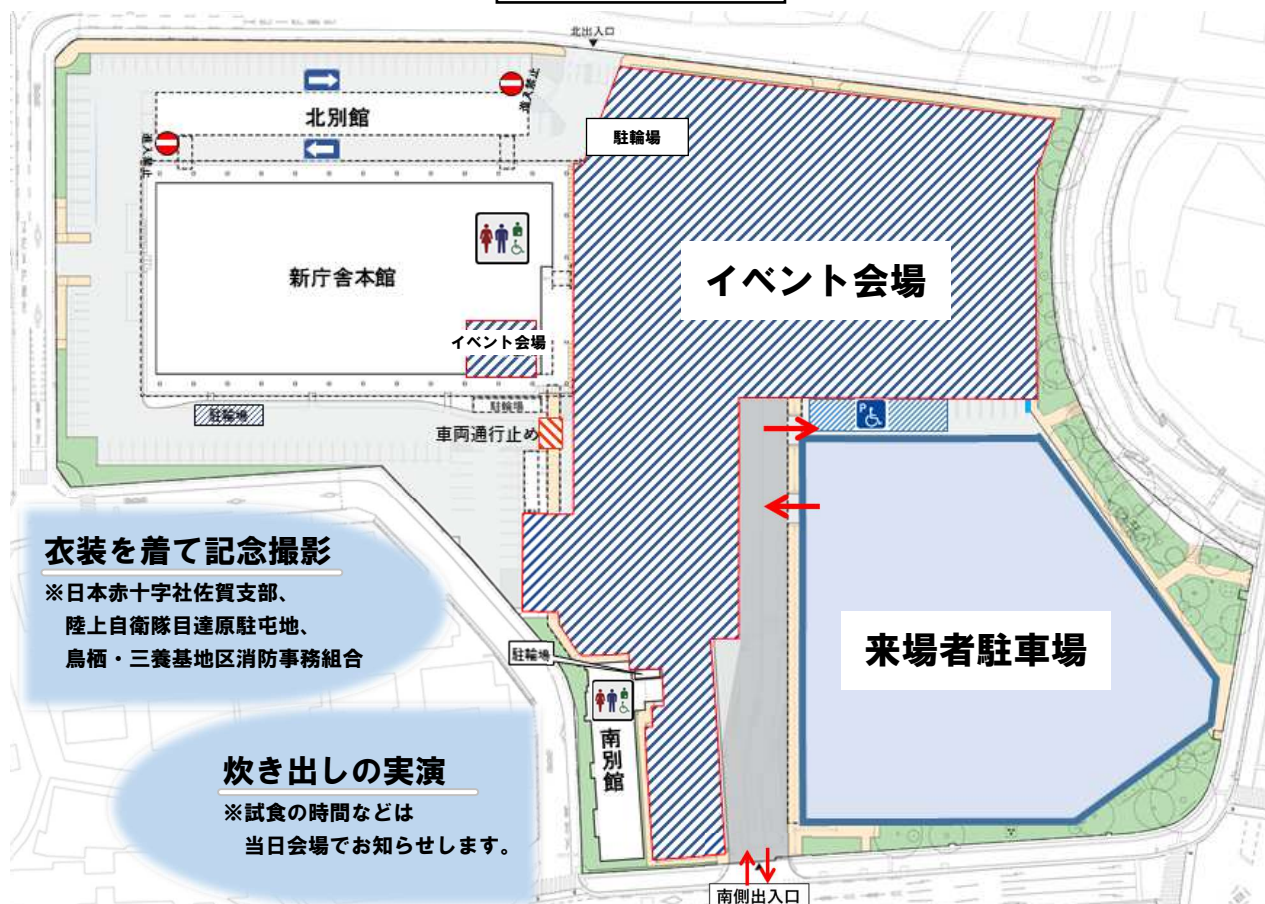 北出入口
進入禁止
北別館
進入禁止
駐輪場
新庁舎本館
イベント会場
イベント会場
駐輪場
駐輪場
車両通行止め
P
衣装を着て記念撮影
※日本赤十字社佐賀支部、
陸上自衛隊目達原駐屯地、
鳥栖・三養基地区消防事務組合
来場者駐車場
駐輪場
南別館
炊き出しの実演
※試食の時間などは
当日会場でお知らせします。
南側出入口